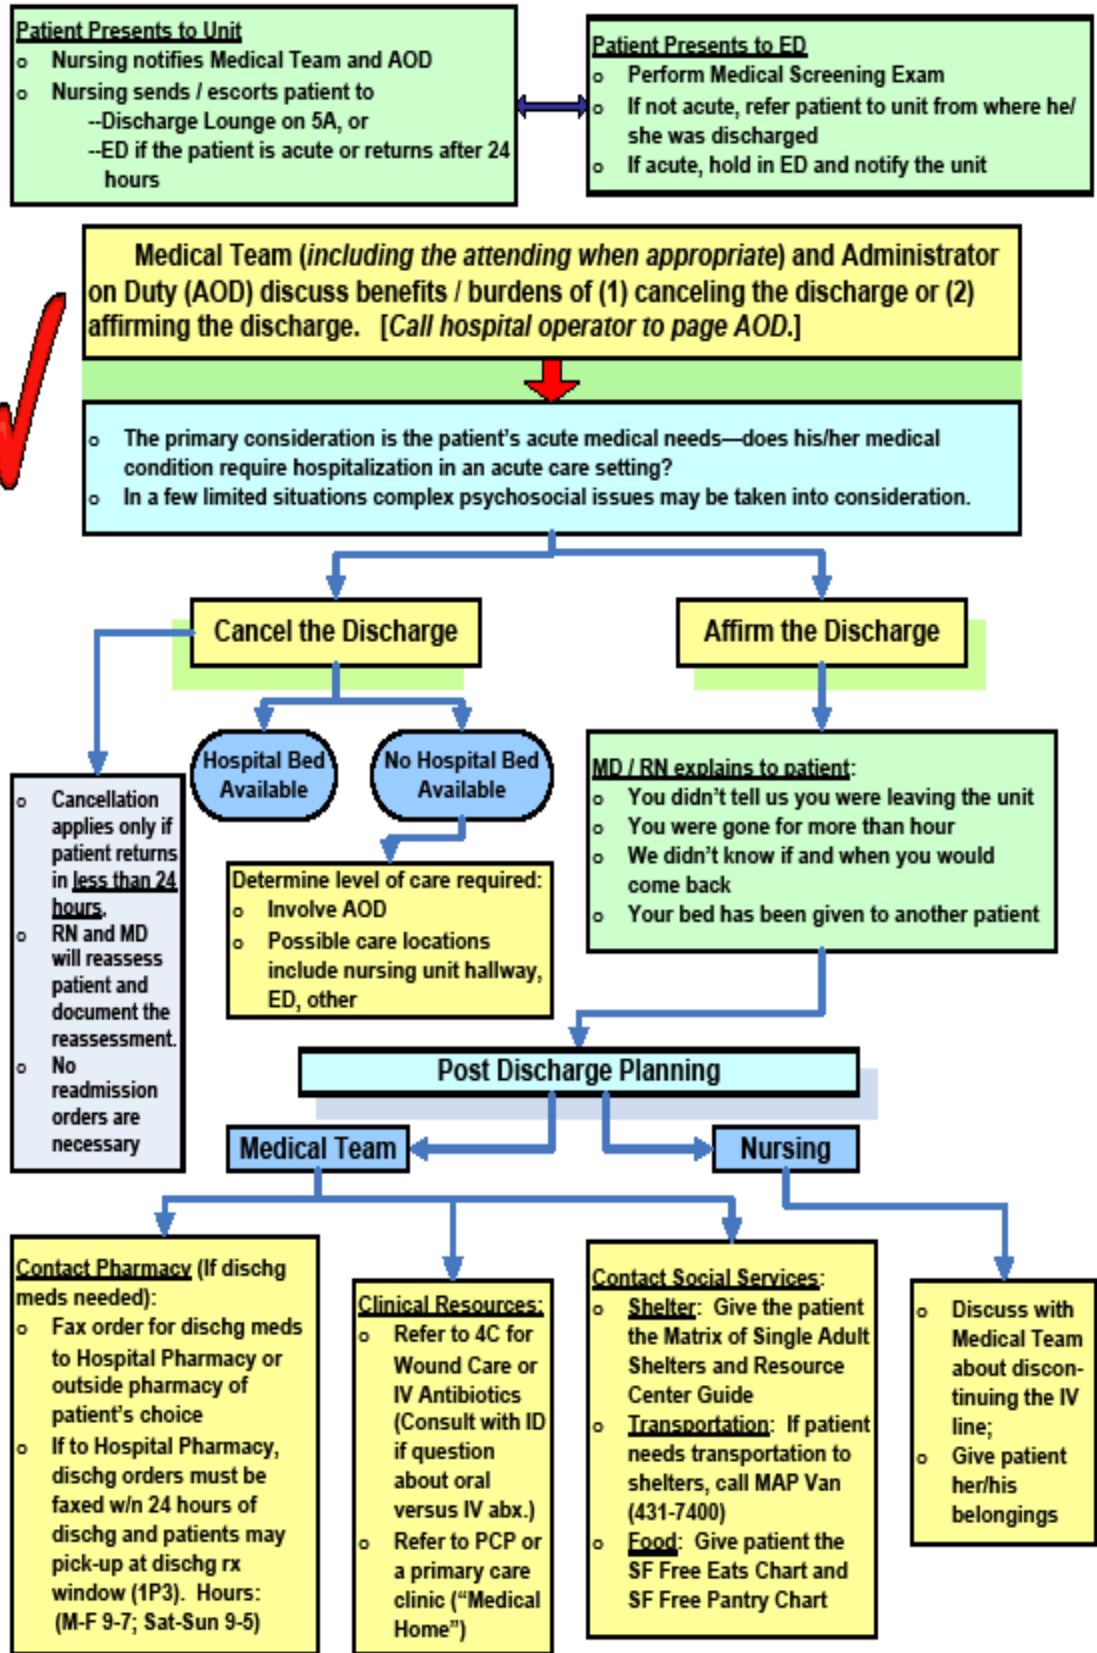 Patient Presents to Unit
o Nursing notifies Medical Team and AOD
o Nursing sends / escorts patient to
--Discharge Lounge on 5A, or
--ED if the patient is acute or returns after 24
hours
Patient Presents to ED
o Perform Medical Screening Exam
o If not acute, refer patient to unit from where he/
she was discharged
o If acute, hold in ED and notify the unit
Medical Team (including the attending when appropriate) and Administrator
on Duty (AOD) discuss benefits / burdens of (1) canceling the discharge or (2)
affirming the discharge. [Call hospital operator to page AOD.]
o The primary consideration is the patient's acute medical needs—does his/her medical
condition require hospitalization in an acute care setting?
o In a few limited situations complex psychosocial issues may be taken into consideration.
Cancel the Discharge
Affirm the Discharge
o Cancellation
applies only if
patient returns
in less than 24
hours.
o RN and MD
will reassess
patient and
document the
reassessment.
o No
readmission
orders are
necessary
Hospital Bed
Available
No Hospital Bed
Available
Determine level of care required:
o Involve AOD
o Possible care locations
include nursing unit hallway,
ED, other
MD / RN explains to patient:
o You didn't tell us you were leaving the unit
o You were gone for more than hour
o We didn't know if and when you would
come back
o Your bed has been given to another patient
Post Discharge Planning
Medical Team
Nursing
Contact Pharmacy (If dischg
meds needed):
o Fax order for dischg meds
to Hospital Pharmacy or
outside pharmacy of
patient's choice
o If to Hospital Pharmacy,
dischg orders must be
faxed w/n 24 hours of
dischg and patients may
pick-up at dischg rx
window (1P3). Hours:
(M-F 9-7; Sat-Sun 9-5)
Clinical Resources:
o Refer to 4C for
Wound Care or
IV Antibiotics
(Consult with ID
if question
about oral
versus IV abx.)
o Refer to PCP or
a primary care
clinic ("Medical
Home")
Contact Social Services:
o Shelter: Give the patient
the Matrix of Single Adult
Shelters and Resource
Center Guide
o Transportation: If patient
needs transportation to
shelters, call MAP Van
(431-7400)
o Food: Give patient the
SF Free Eats Chart and
SF Free Pantry Chart
o Discuss with
Medical Team
about discon-
tinuing the IV
line;
o Give patient
her/his
belongings